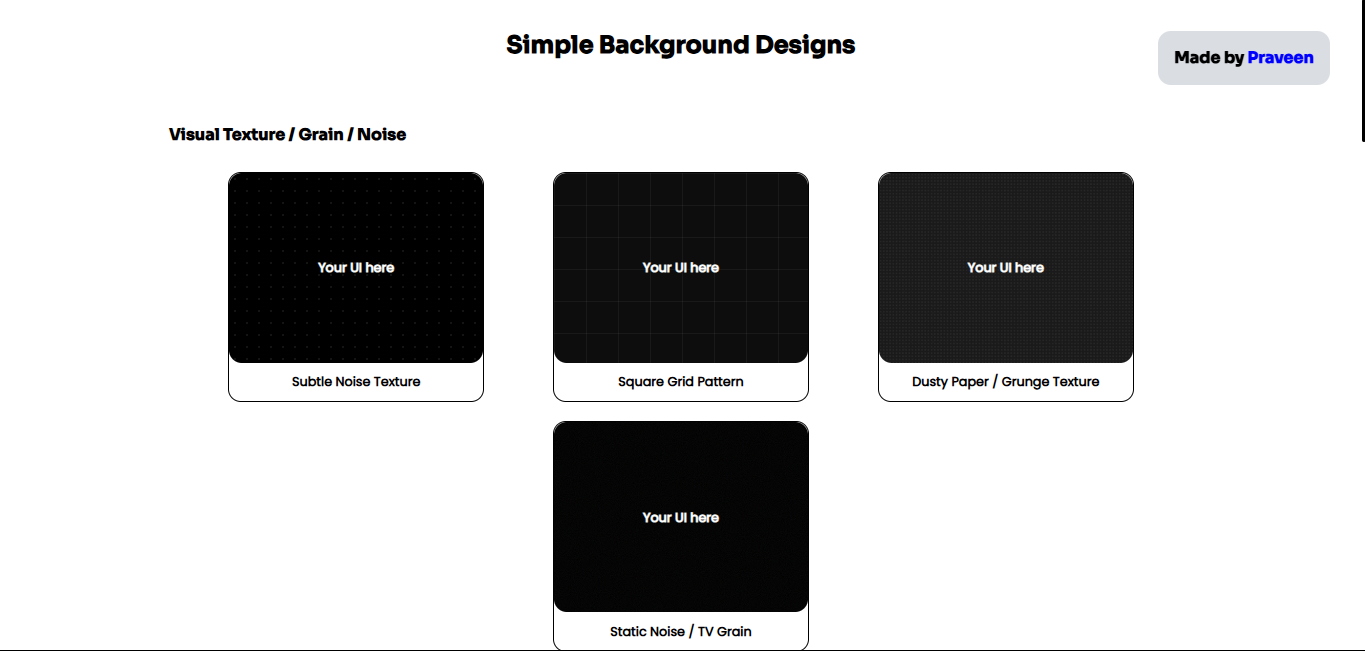 Simple Background Designs
Made by Praveen
Visual Texture / Grain / Noise
Your UI here
Subtle Noise Texture
Your UI here
Square Grid Pattern
Your UI here
Dusty Paper / Grunge Texture
Your UI here
Static Noise / TV Grain